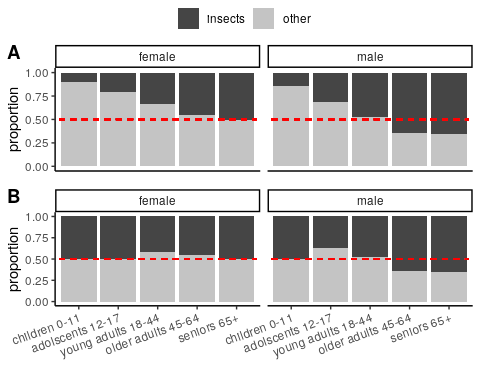 Insects other
A
female male
1.00
0.75
0.50
0.25
0.00
proportion
B
female male
1.00
0.75
0.50
0.25
0.00
proportion
children 0-11 adolscents 12-17 young adults 18-44 older adults 45-64 seniors 65+
children 0-11 adolscents 12-17 young adults 18-44 older adults 45-64 seniors 65+